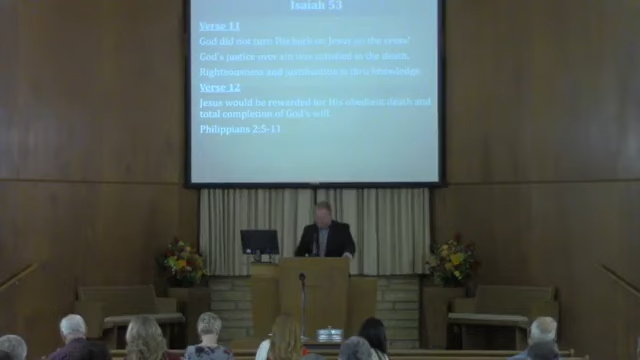 Isaiah 53
Verse 11
God did not turn His back on Jesus on the cross!
God's justice over sin was satisfied in the death.
Righteousness and justification is thru knowledge
Verse 12
Jesus would be rewarded for His obedient death and
total completion of God's will
Philippians 2:5-11